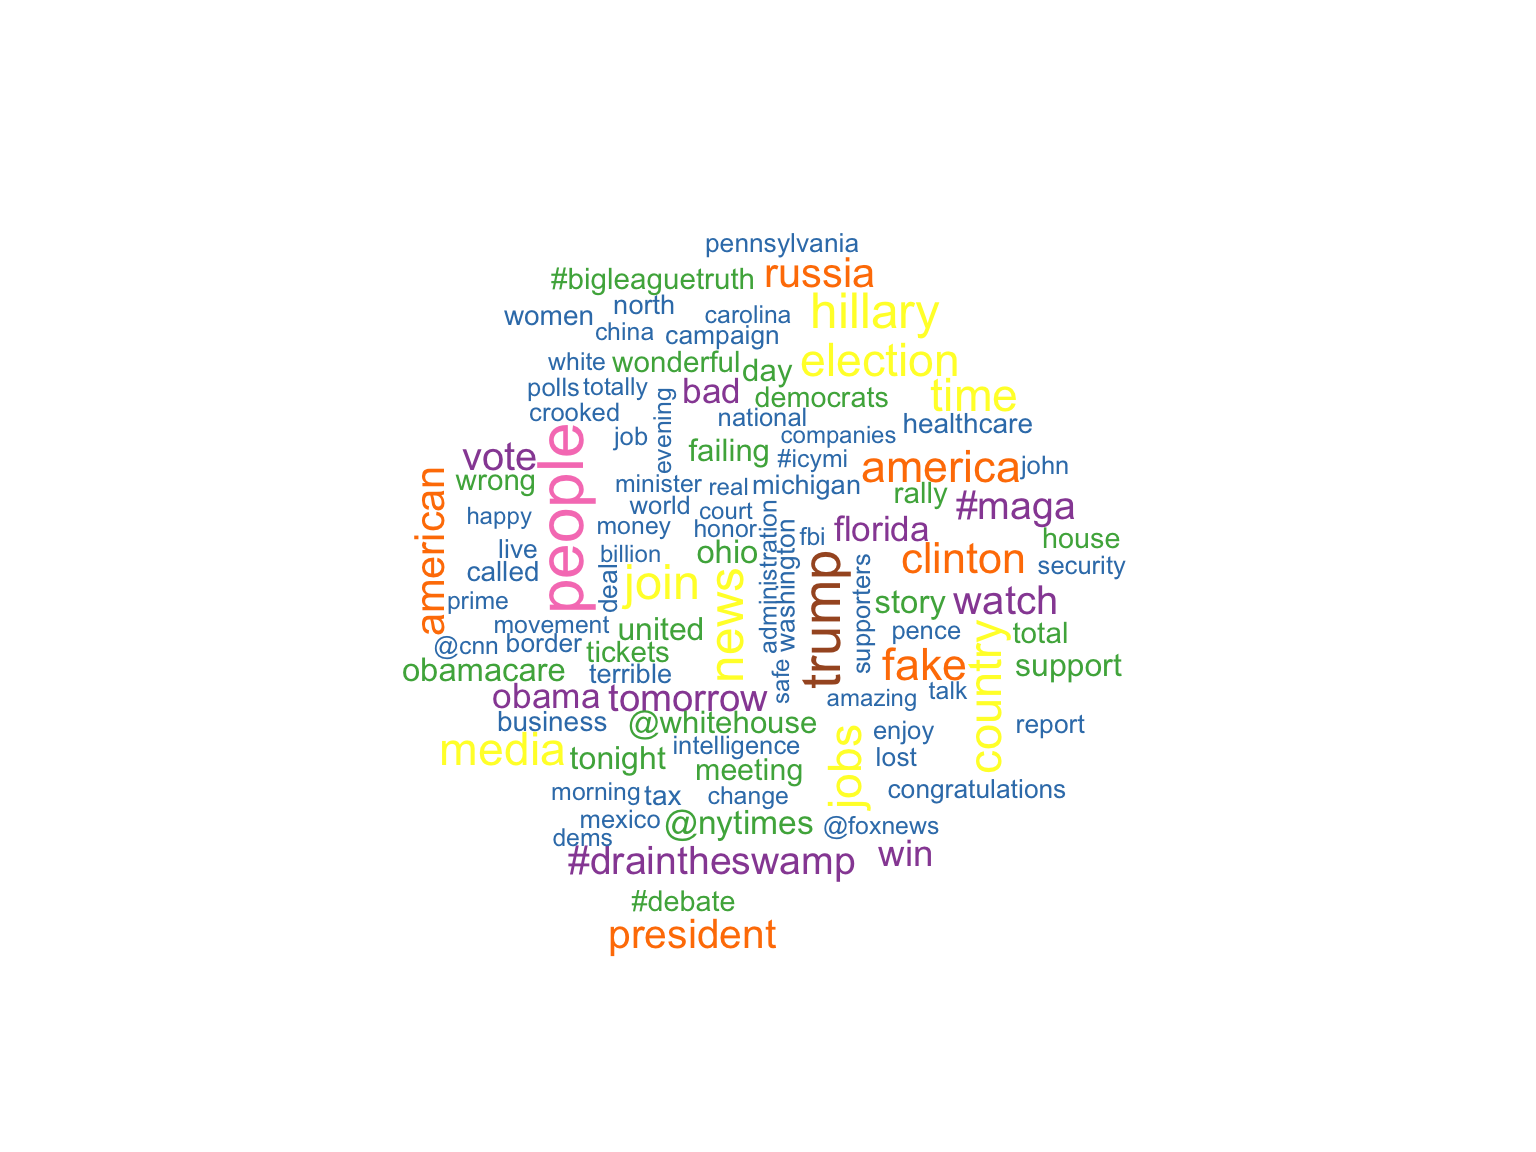 pennsylvania
#bigleaguetruth
russia
north
women
carolina
hillary
china
campaign
white
wonderful
day
election
polls
totally
bad
democrats
time
crooked
evening
national
healthcare
job
companies
vote
people
failing
#icymi
america
john
wrong
american
minister
real
michigan
rally
world
court
#maga
happy
money
honor
administration
washington
fbi
florida
house
live
billion
ohio
clinton
called
deal
join
news
trump
supporters
security
prime
story
watch
movement
united
pence
total
@cnn
border
tickets
country
obamacare
terrible
safe
fake
support
obama
tomorrow
amazing
talk
business
@whitehouse
enjoy
report
media
tonight
intelligence
jobs
lost
meeting
morning
tax
change
congratulations
mexico
@nytimes
@foxnews
dems
#draintheswamp
win
#debate
president